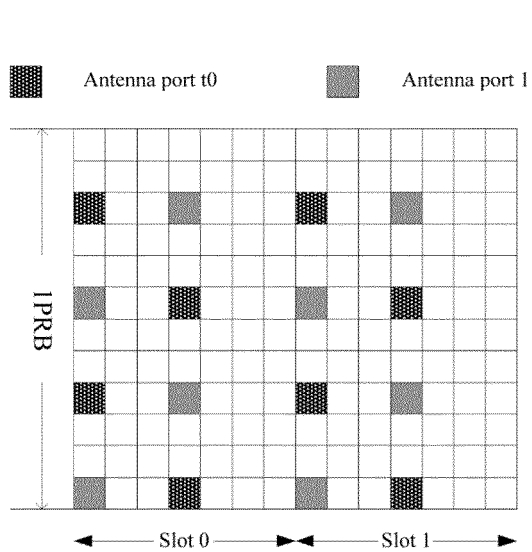 Antenna port t0
Antenna port 1
1PRB
Slot 0
Slot 1